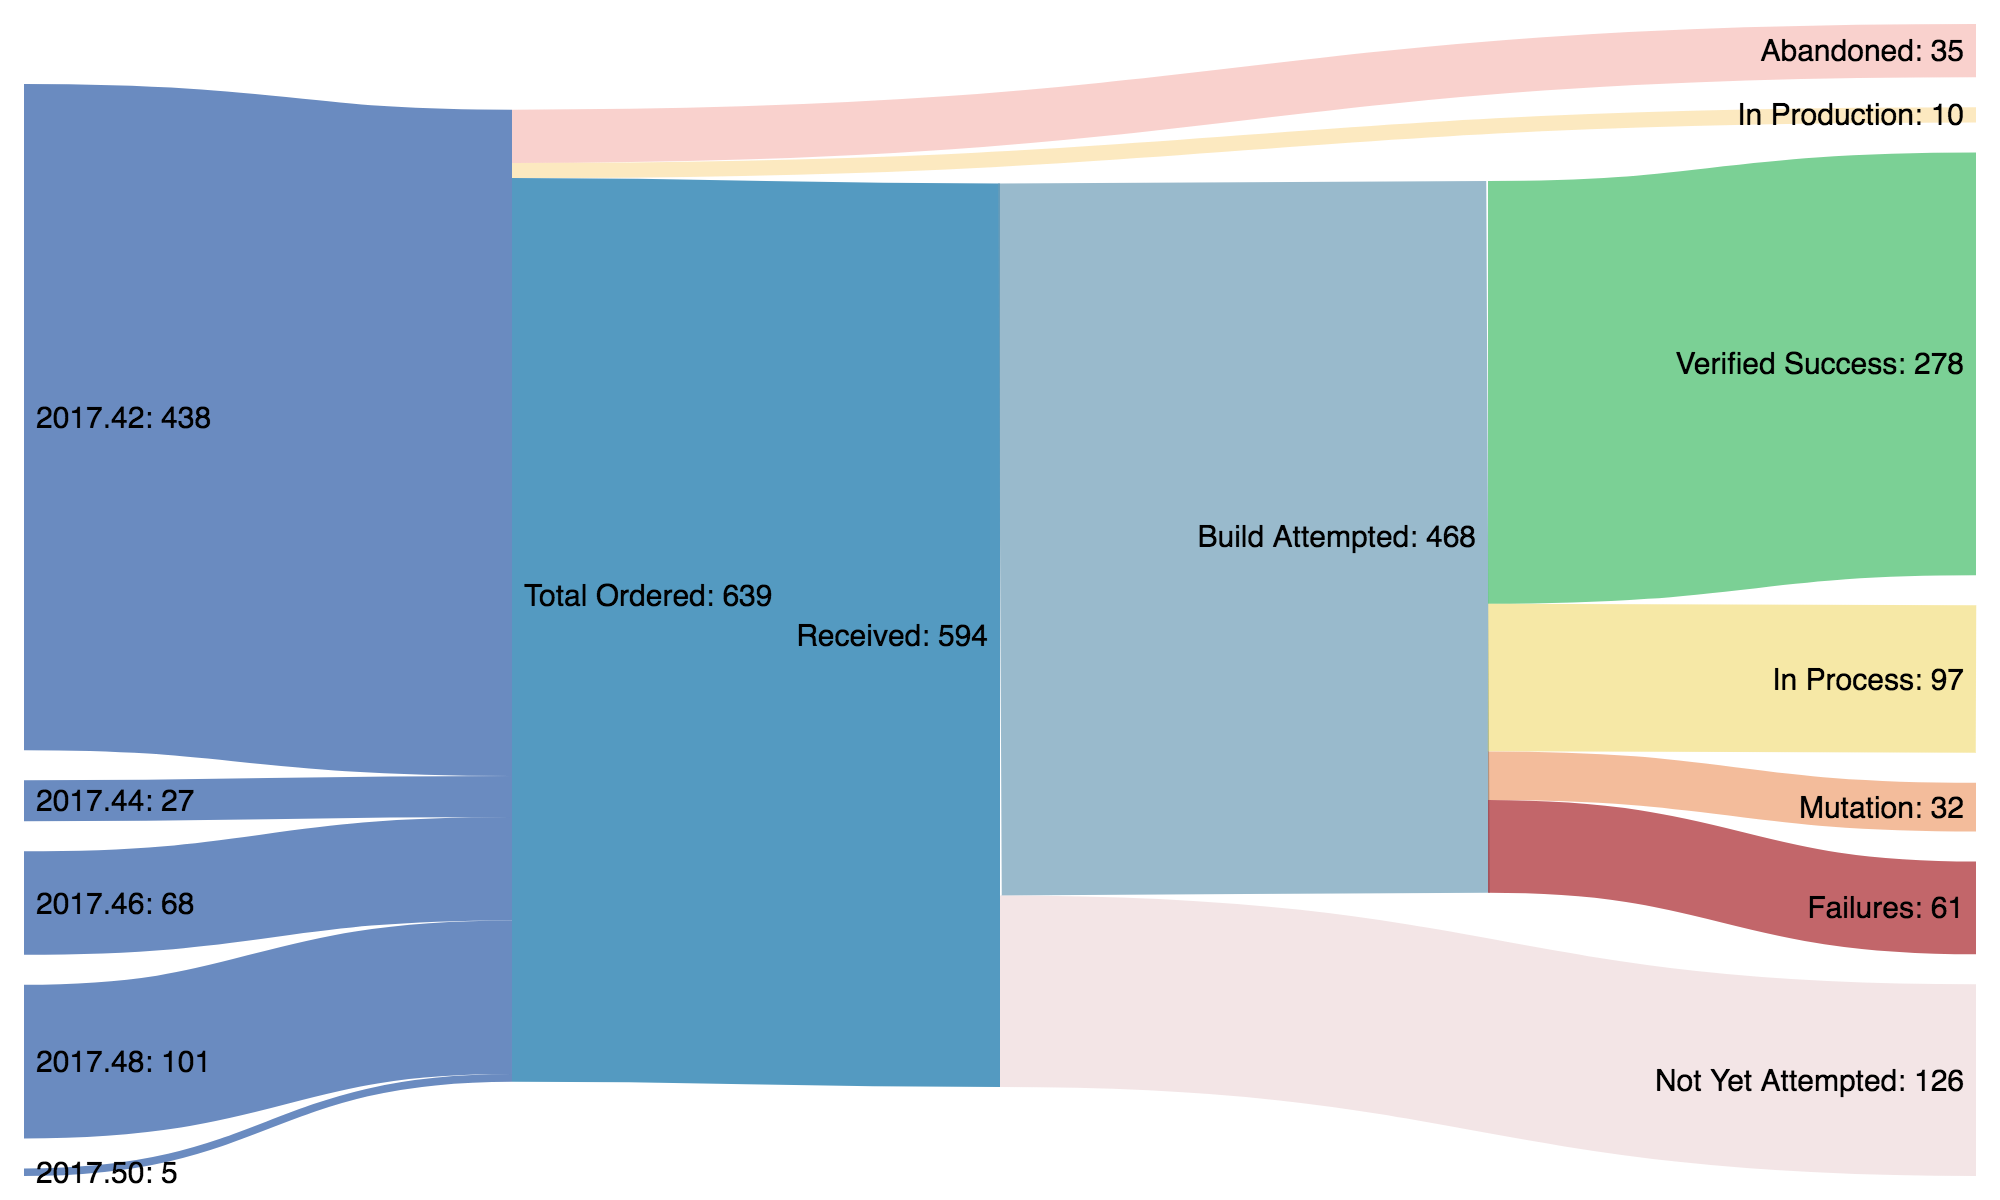 2017.42: 438
2017.44: 27
2017.46: 68
2017.48: 101
2017.50: 5
Total Ordered: 639
Received: 594
Build Attempted: 468
Abandoned: 35
In Production: 10
Verified Success: 278
In Process: 97
Mutation: 32
Failures: 61
Not Yet Attempted: 126